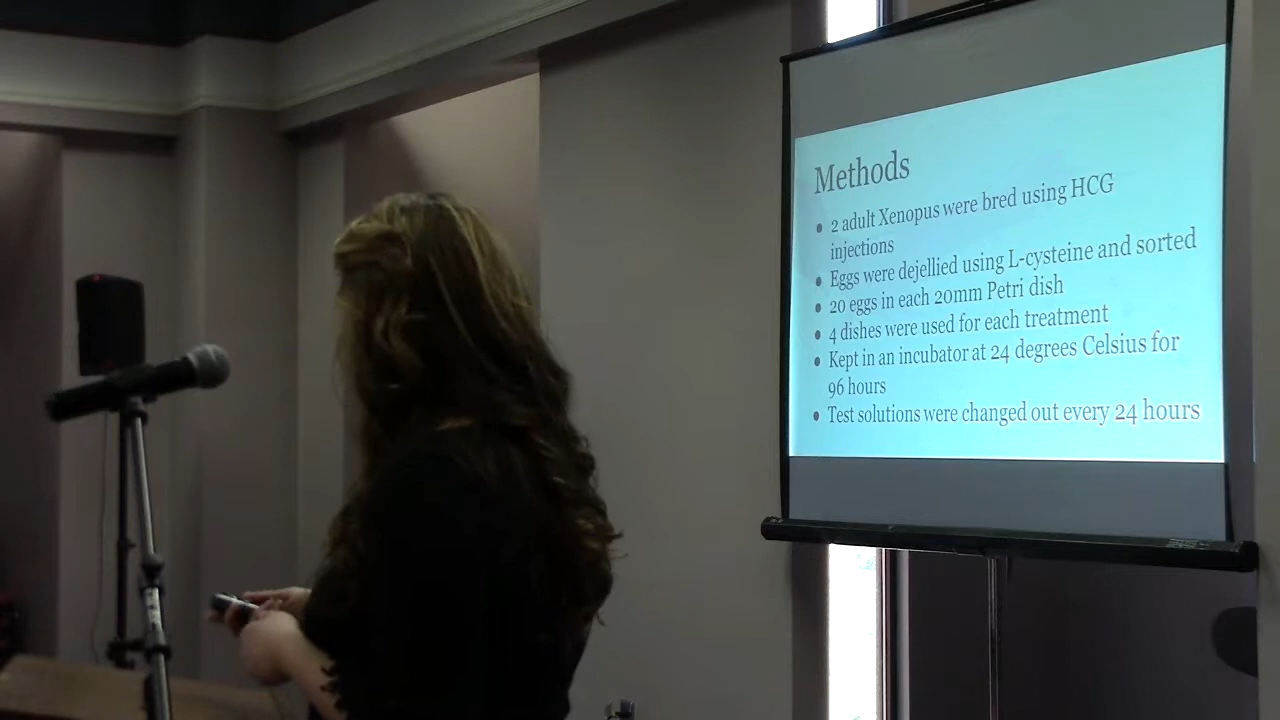 Methods
• 2 adult Xenopus were bred using HCG
injections
• Eggs were dejellied using L-cysteine and sorted
• 20 eggs in each 20mm Petri dish
• 4 dishes were used for each treatment
• Kept in an incubator at 24 degrees Celsius for
96 hours
• Test solutions were changed out every 24 hours